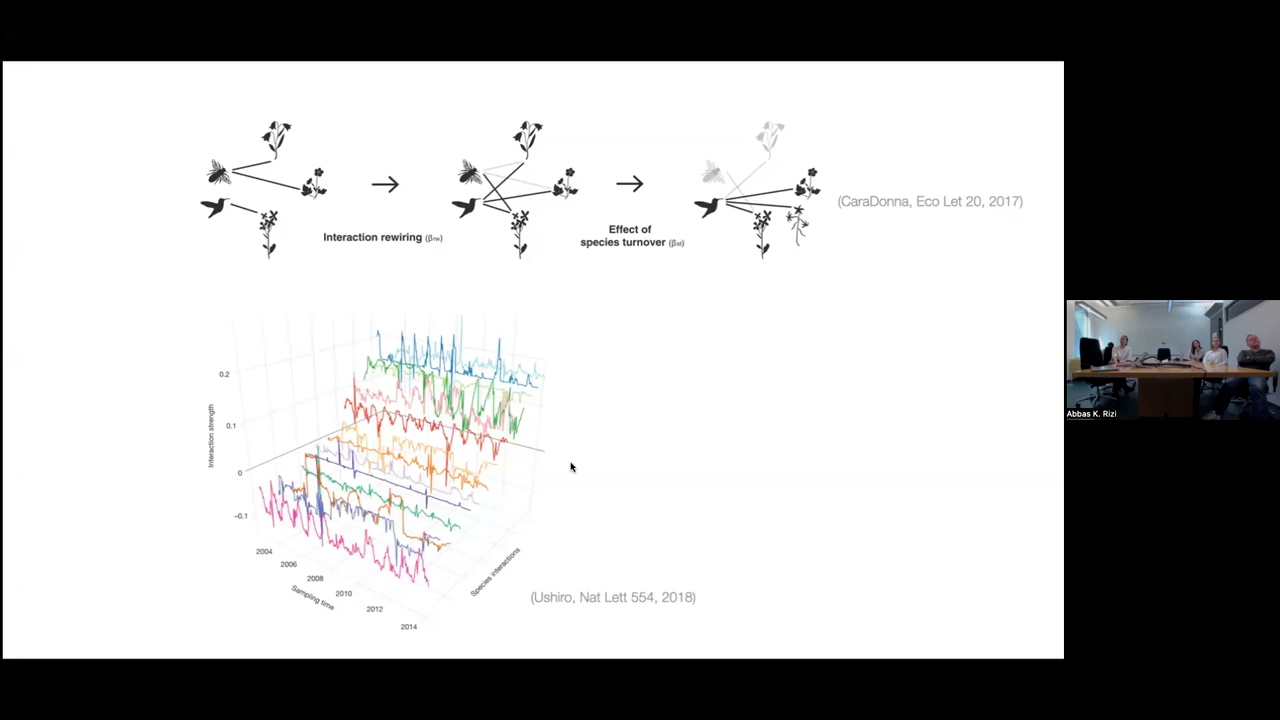 (CaraDonna, Eco Let 20, 2017)
Interaction rewiring (βrw)
Effect of
species turnover (βst)
0.2
0.1
0
−0.1
Interaction strength
2004
2006
2008
2010
2012
2014
Sampling time
Species interactions
(Ushiro, Nat Lett 554, 2018)
Abbas K. Rizi